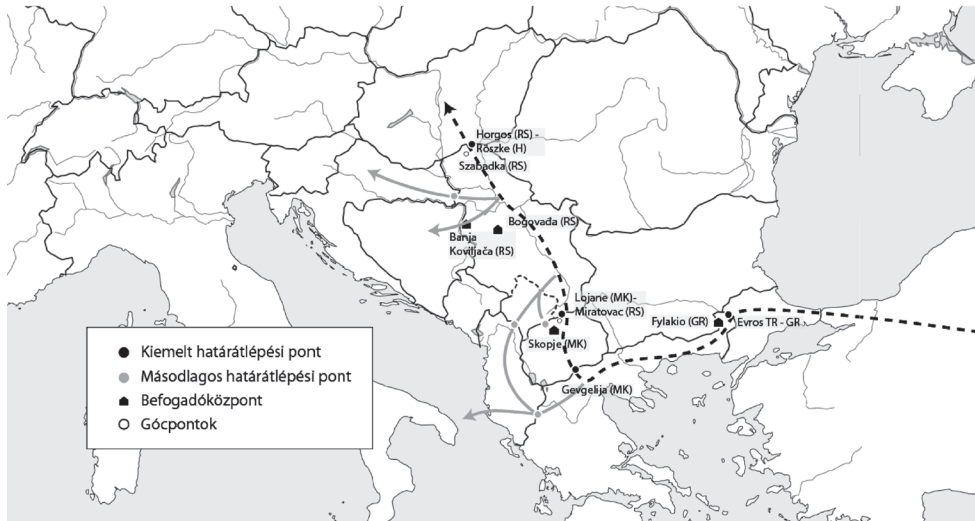 Horgos (RS) -
Röszke (H)
Szabadka (RS)
Bogovađa (RS)
Banja
Koviljača (RS)
Lojane (MK)-
Miratovac (RS)
Fylakio (GR)
Evros TR - GR
Skopje (MK)
Gevgelija (MK)
Kiemelt határátlépési pont
Másodlagos határátlépési pont
Befogadóközpont
Gócpontok